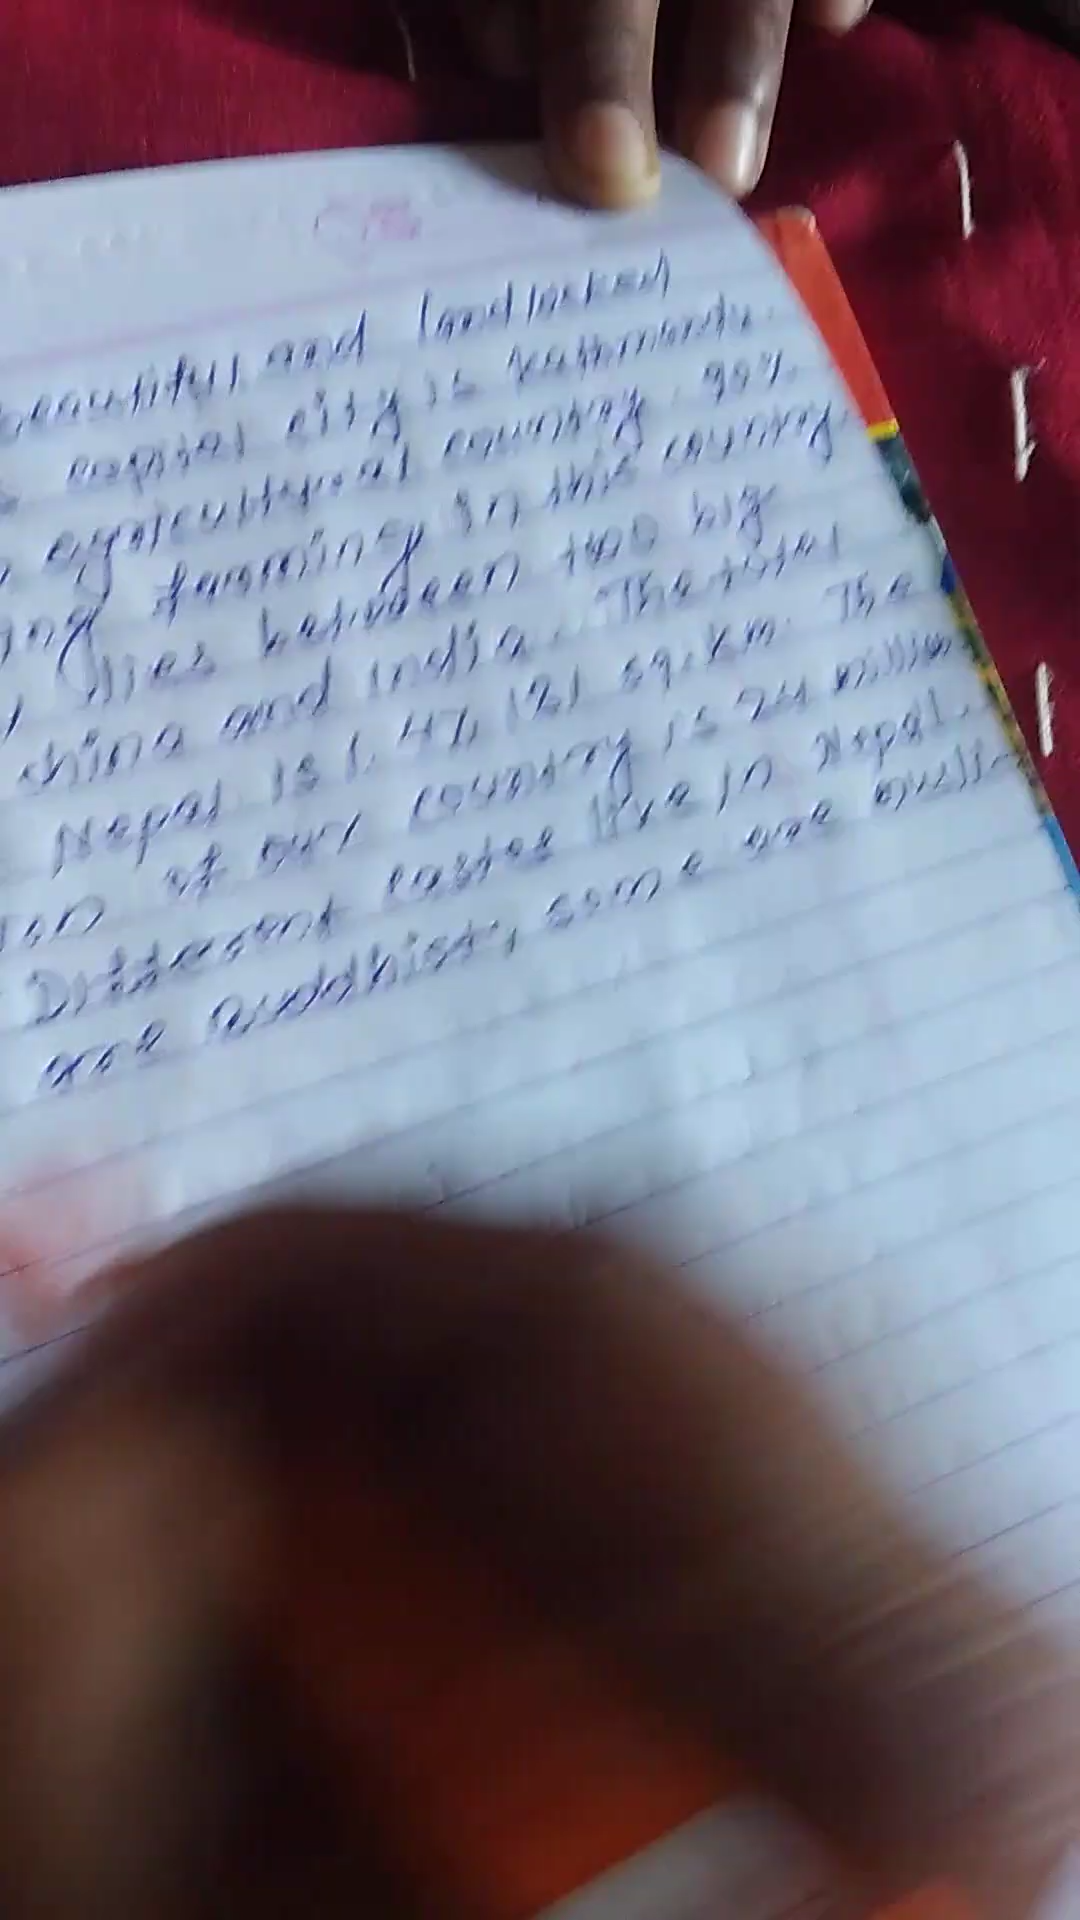 beautiful and landlocked
capital city is Kathmandu.
agricultural country. 90%
farming in this country.
lies between two big
china and india. The total
Nepal is 1,47,181 sq.km. The
of our country is 24 million
Different castes live in Nepal.
are Buddhist, some are